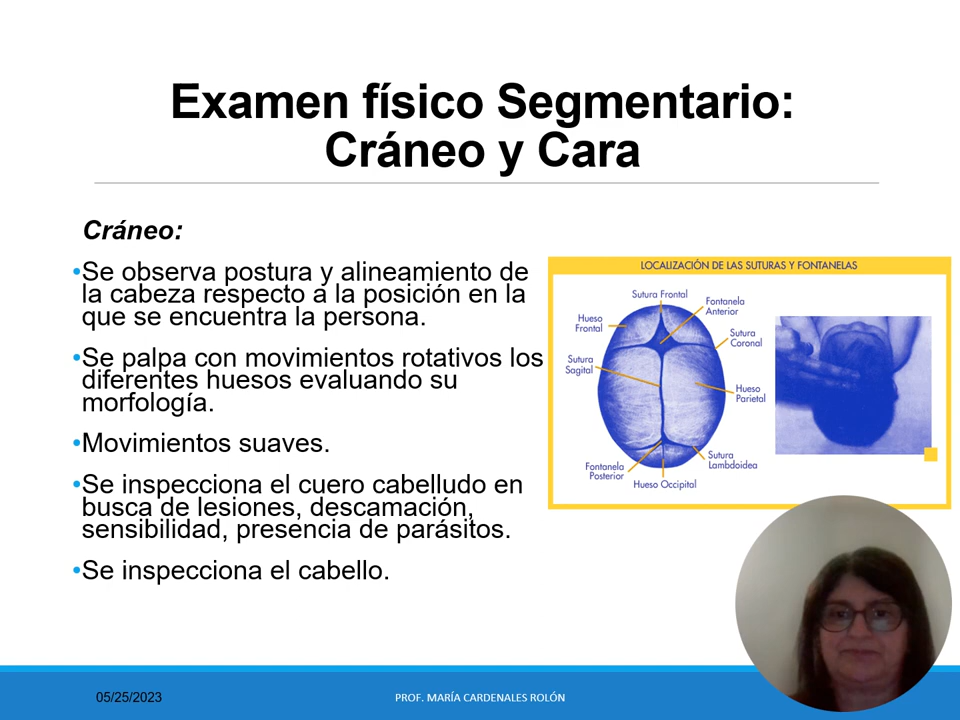 Examen físico Segmentario:
Cráneo y Cara
Cráneo:
•Se observa postura y alineamiento de
la cabeza respecto a la posición en la
que se encuentra la persona.
•Se palpa con movimientos rotativos los
diferentes huesos evaluando su
morfología.
•Movimientos suaves.
•Se inspecciona el cuero cabelludo en
busca de lesiones, descamación,
sensibilidad, presencia de parásitos.
•Se inspecciona el cabello.
LOCALIZACIÓN DE LAS SUTURAS Y FONTANELAS
Sutura Frontal
Fontanela
Anterior
Hueso
Frontal
Sutura
Coronal
Sutura
Sagital
Hueso
Parietal
Sutura
Lambdoidea
Fontanela
Posterior
Hueso Occipital
05/25/2023
PROF. MARÍA CARDENALES ROLÓN